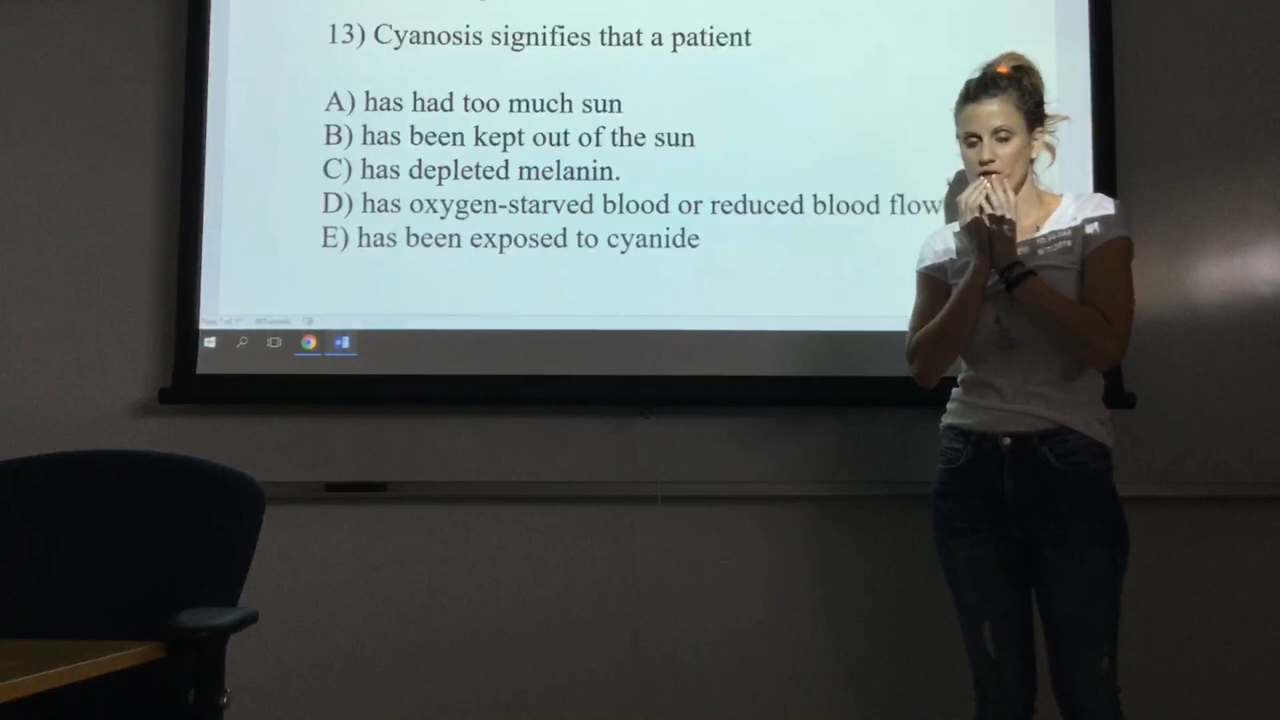 13) Cyanosis signifies that a patient
A) has had too much sun
B) has been kept out of the sun
C) has depleted melanin.
D) has oxygen-starved blood or reduced blood flow
E) has been exposed to cyanide